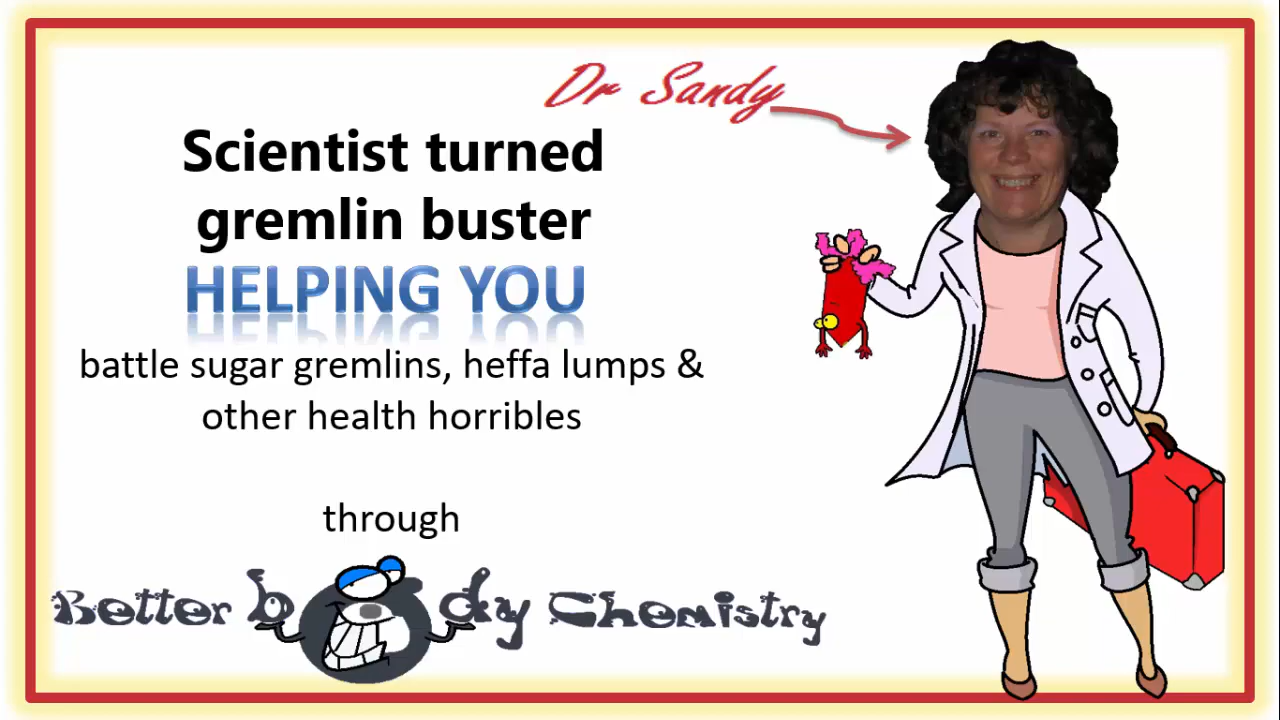 Dr Sandy
Scientist turned
gremlin buster
HELPING YOU
battle sugar gremlins, heffa lumps &
other health horribles
through
Better body Chemistry